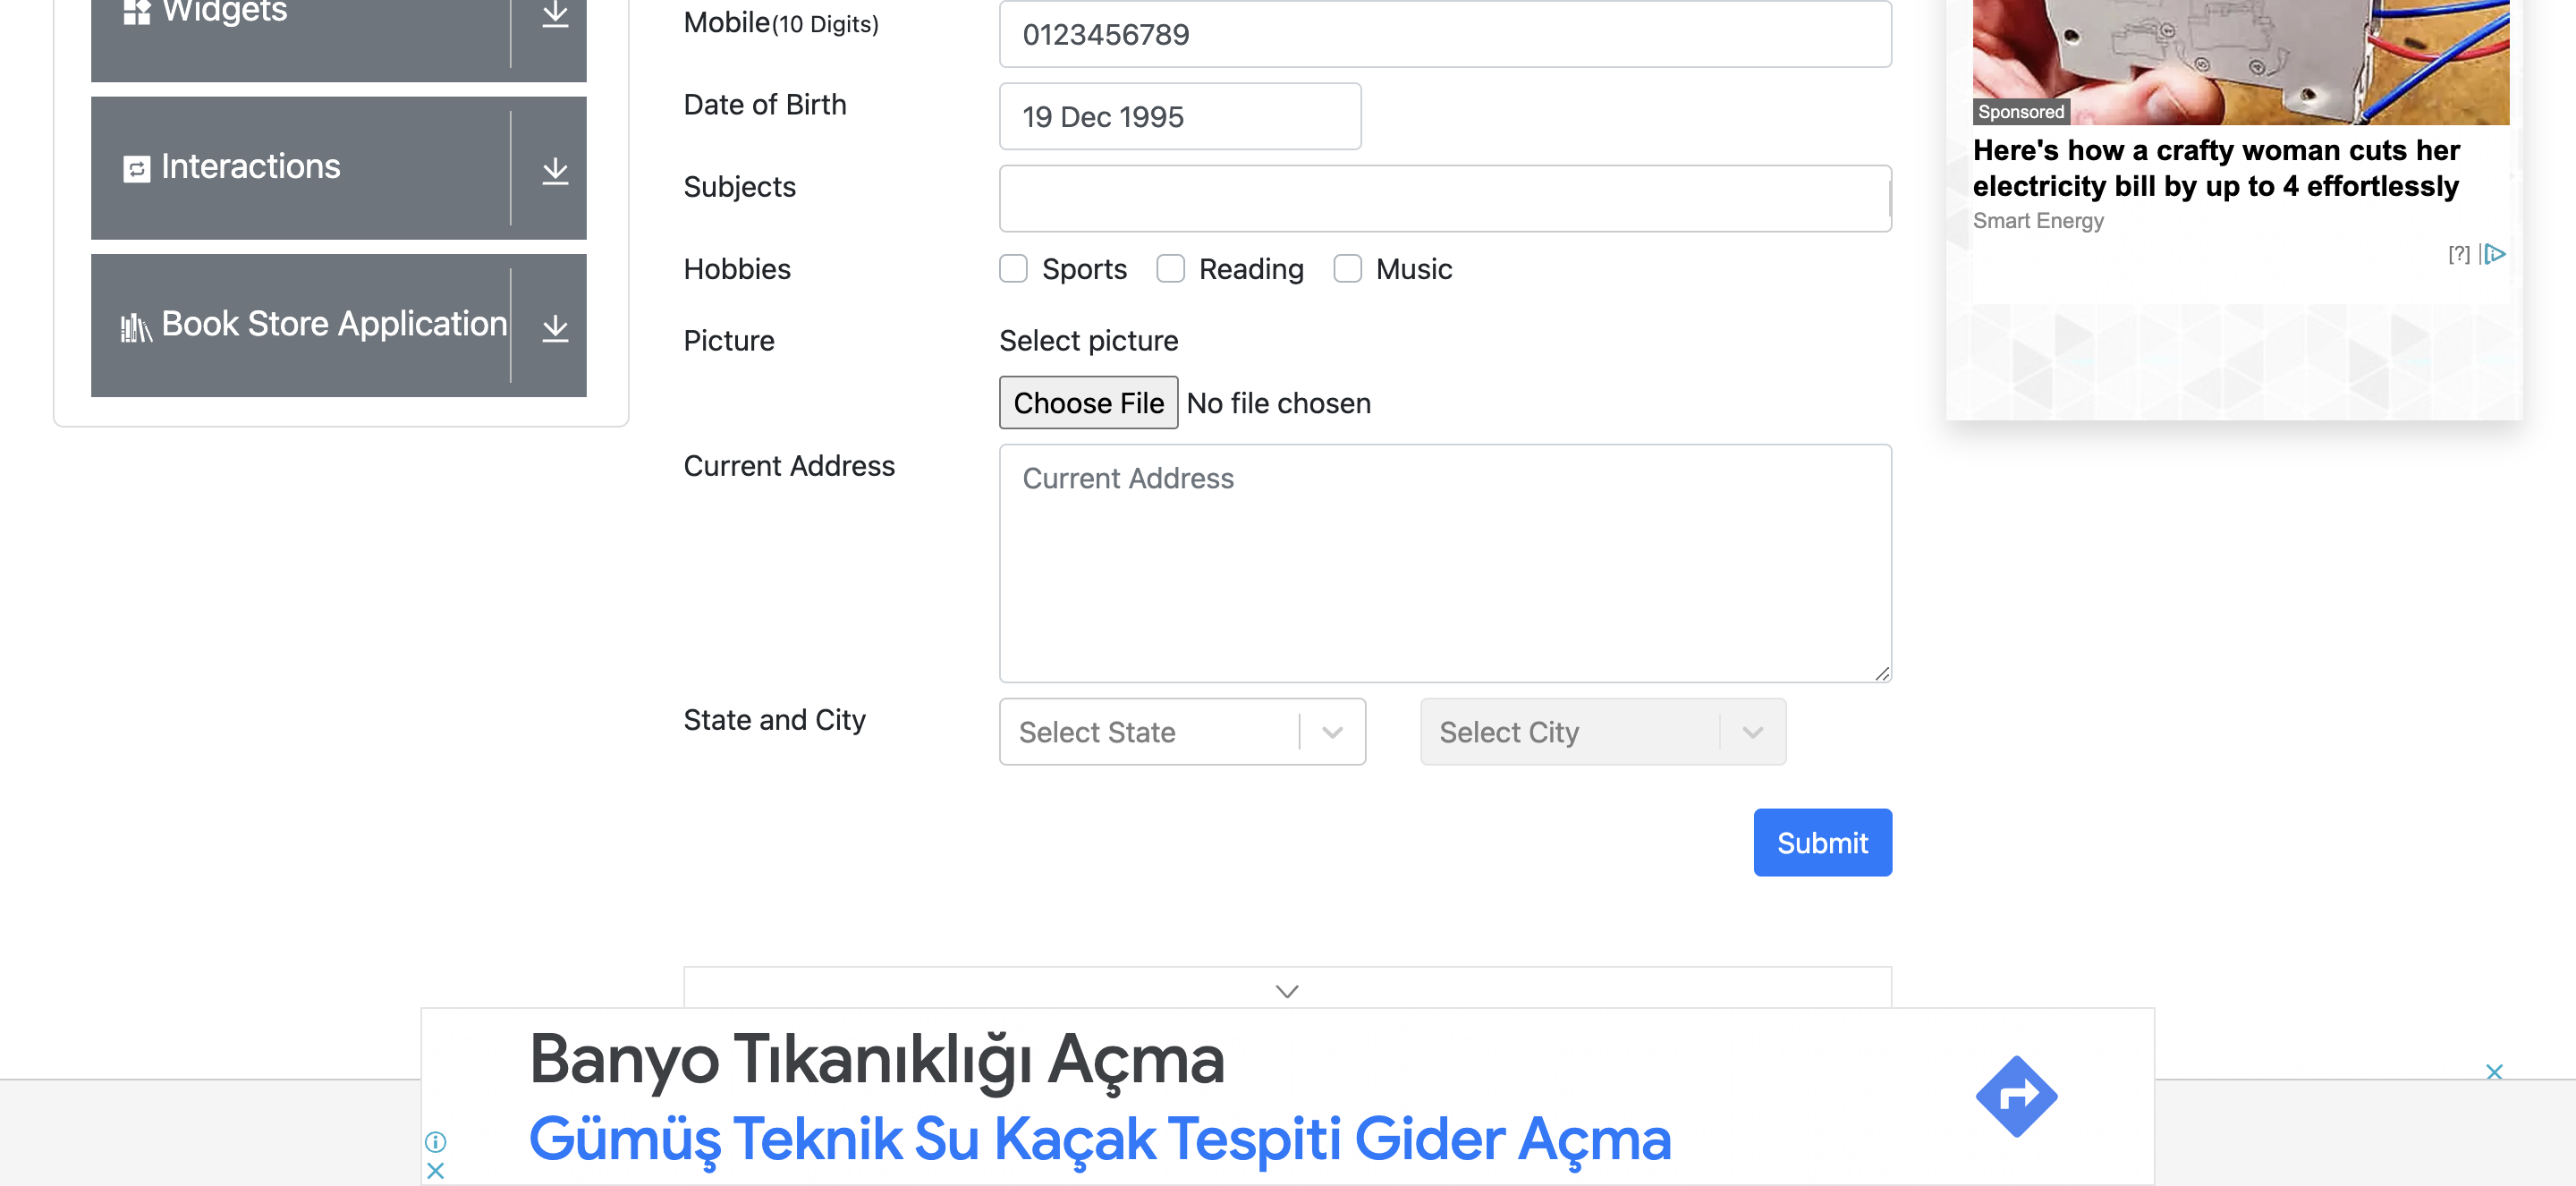 Widgets
Interactions
Book Store Application
Mobile(10 Digits)
0123456789
Date of Birth
19 Dec 1995
Subjects
Hobbies
Sports
Reading
Music
Picture
Select picture
Choose File
No file chosen
Current Address
Current Address
State and City
Select State
Select City
Submit
Sponsored
Here's how a crafty woman cuts her
electricity bill by up to 4 effortlessly
Smart Energy
[?]
Banyo Tıkanıklığı Açma
Gümüş Teknik Su Kaçak Tespiti Gider Açma